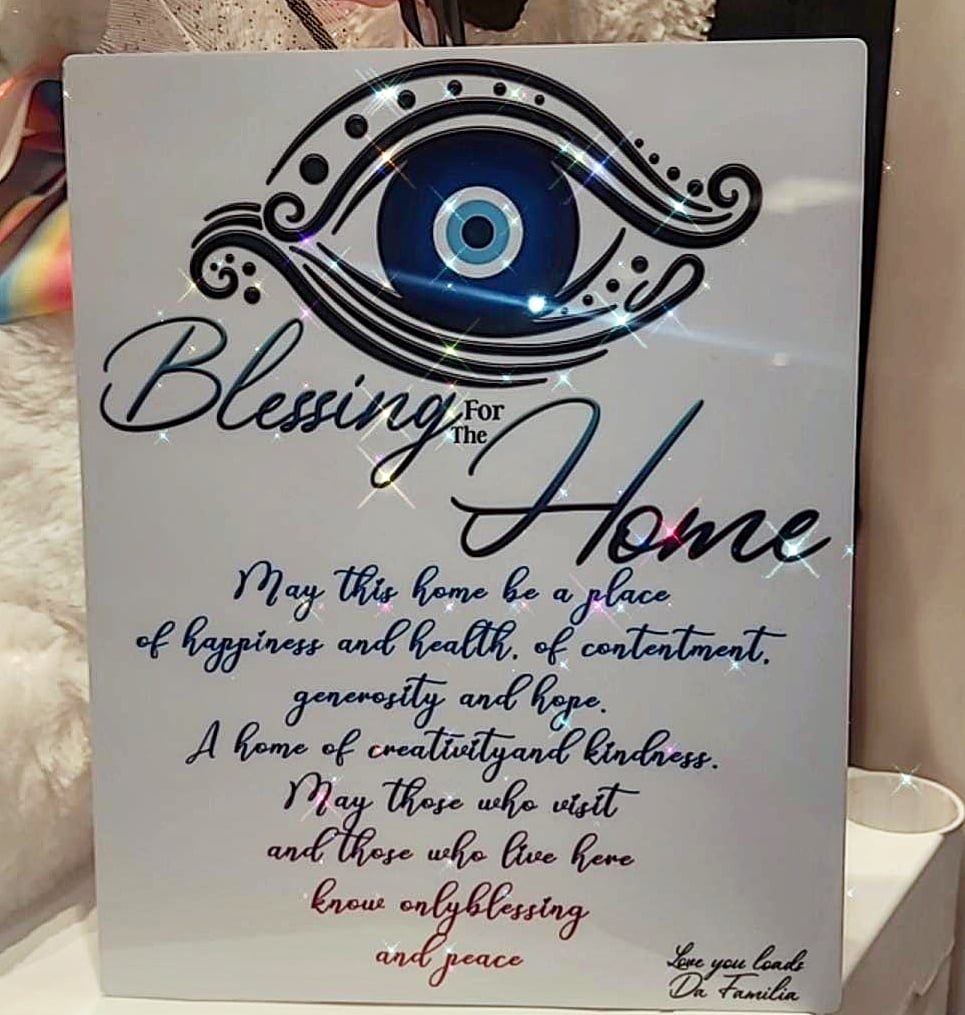 Blessing
For
The
Home
May this home be a place
of happiness and health, of contentment,
generosity and hope.
A home of creativityand kindness.
May those who visit
and those who live here
know onlyblessing
and peace
Love you loads
Da Familia